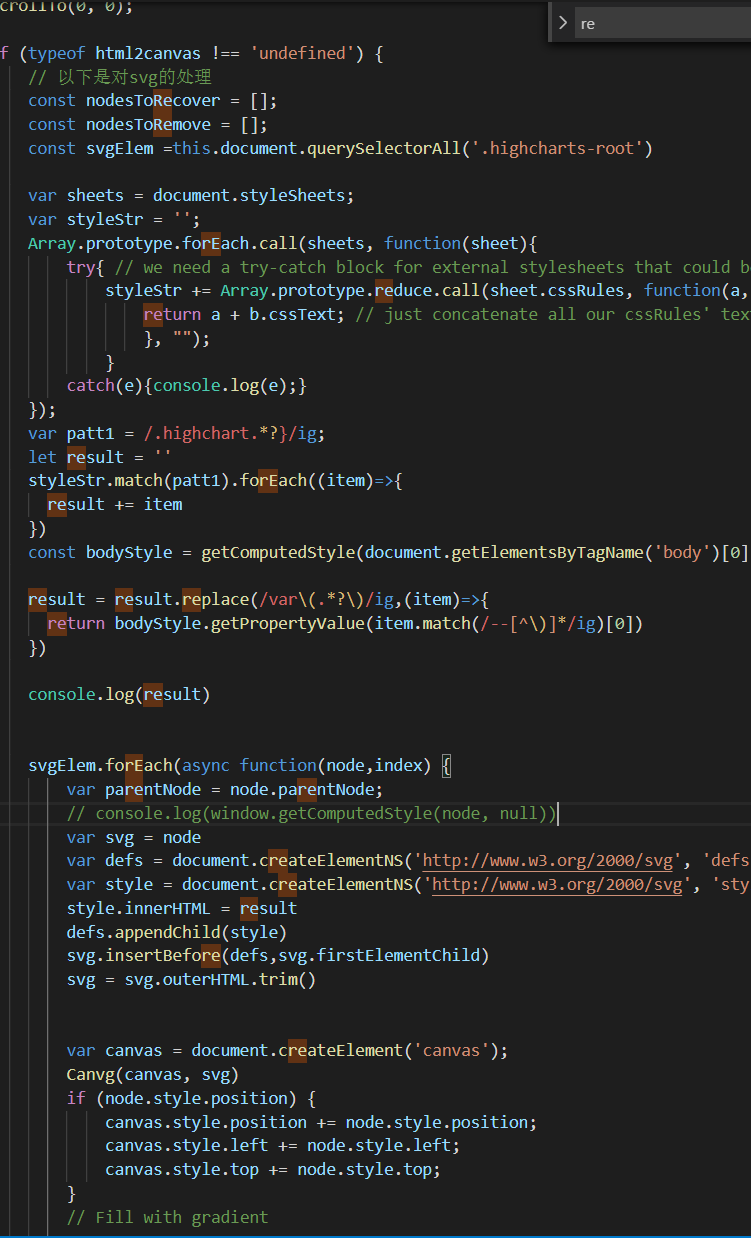 crollTo(0, 0);
re
f (typeof html2canvas !== 'undefined') {
// 以下是对svg的处理
const nodesToRecover = [];
const nodesToRemove = [];
const svgElem =this.document.querySelectorAll('.highcharts-root')
var sheets = document.styleSheets;
var styleStr = '';
Array.prototype.forEach.call(sheets, function(sheet){
try{ // we need a try-catch block for external stylesheets that could b
styleStr += Array.prototype.reduce.call(sheet.cssRules, function(a,
return a + b.cssText; // just concatenate all our cssRules' tex
}, "");
}
catch(e){console.log(e);}
});
var patt1 = /.highchart.*?}/ig;
let result = ''
styleStr.match(patt1).forEach((item)=>{
result += item
})
const bodyStyle = getComputedStyle(document.getElementsByTagName('body')[0]
result = result.replace(/var\(.*?\)/ig,(item)=>{
return bodyStyle.getPropertyValue(item.match(/--[^\)]*/ig)[0])
})
console.log(result)
svgElem.forEach(async function(node,index) {
var parentNode = node.parentNode;
// console.log(window.getComputedStyle(node, null))
var svg = node
var defs = document.createElementNS('http://www.w3.org/2000/svg', 'defs
var style = document.createElementNS('http://www.w3.org/2000/svg', 'sty
style.innerHTML = result
defs.appendChild(style)
svg.insertBefore(defs,svg.firstElementChild)
svg = svg.outerHTML.trim()
var canvas = document.createElement('canvas');
Canvg(canvas, svg)
if (node.style.position) {
canvas.style.position += node.style.position;
canvas.style.left += node.style.left;
canvas.style.top += node.style.top;
}
// Fill with gradient